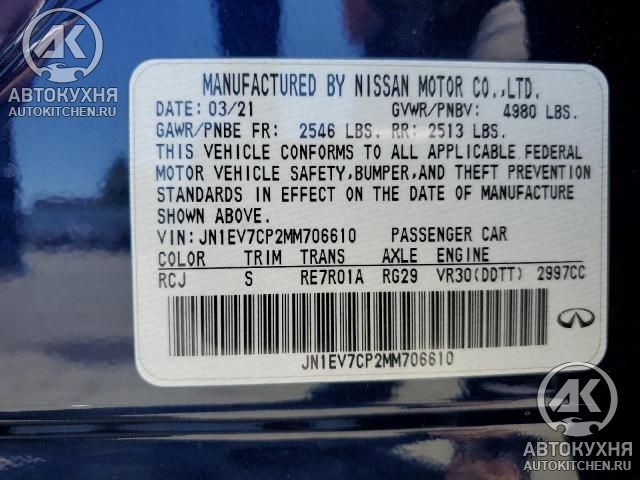 AK
АВТОКУХНЯ
AUTOKITCHEN.RU
MANUFACTURED BY NISSAN MOTOR CO.,LTD.
DATE: 03/21 GVWR/PNBV: 4980 LBS.
GAWR/PNBE FR: 2546 LBS. RR: 2513 LBS.
THIS VEHICLE CONFORMS TO ALL APPLICABLE FEDERAL
MOTOR VEHICLE SAFETY,BUMPER,AND THEFT PREVENTION
STANDARDS IN EFFECT ON THE DATE OF MANUFACTURE
SHOWN ABOVE.
VIN:JN1EV7CP2MM706610 PASSENGER CAR
COLOR TRIM TRANS AXLE ENGINE
RCJ S RE7R01A RG29 VR30(DDTT) 2997CC
JN1EV7CP2MM706610
AK
АВТОКУХНЯ
AUTOKITCHEN.RU